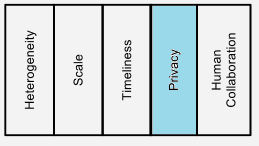 Heterogeneity
Scale
Timeliness
Privacy
Human
Collaboration